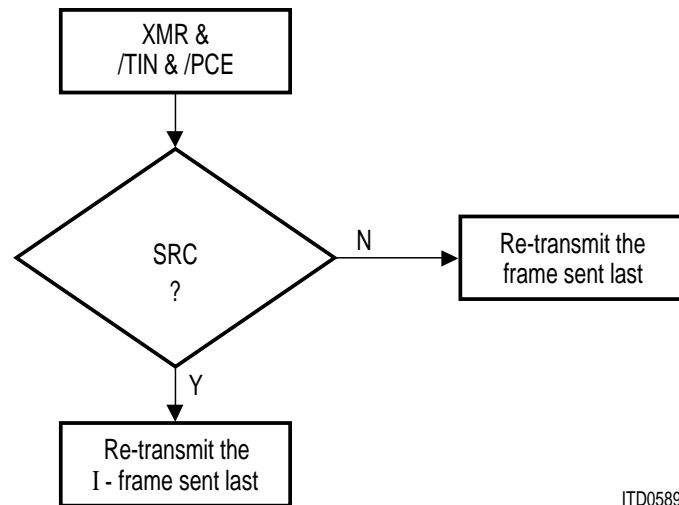 XMR &
/TIN & /PCE
SRC
?
N
Re-transmit the
frame sent last
Y
Re-transmit the
I - frame sent last
ITD0589